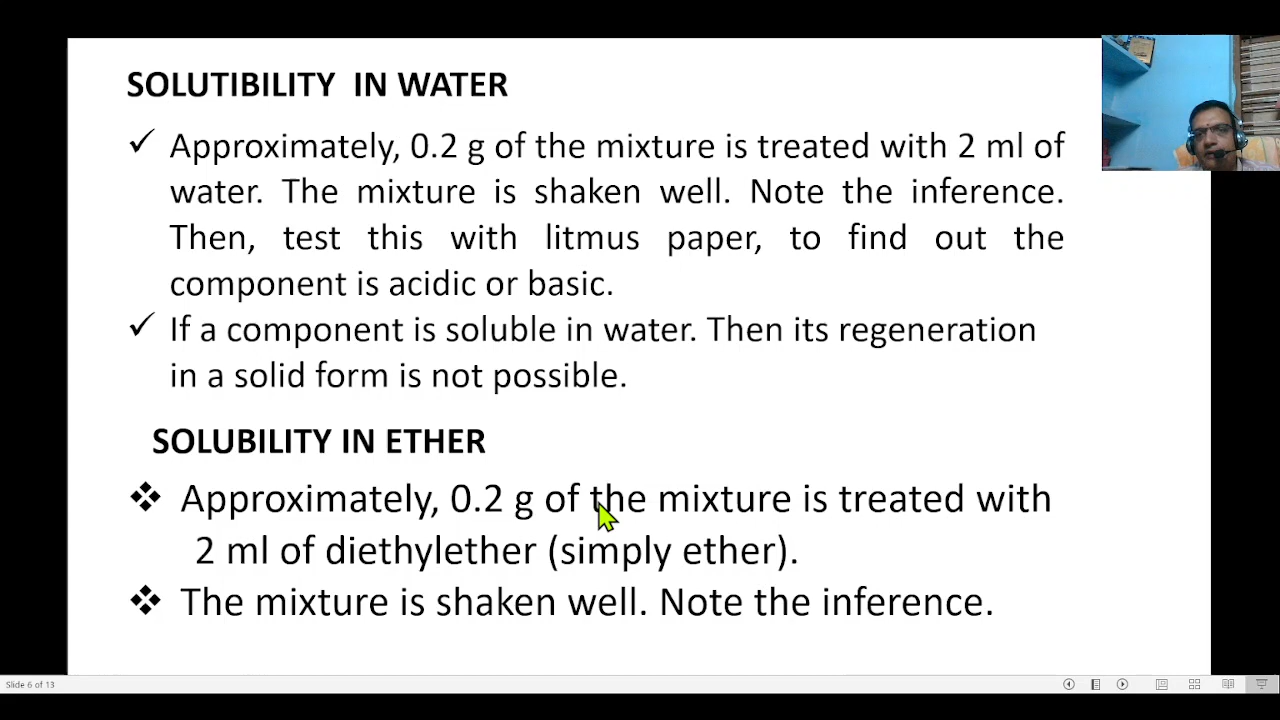 SOLUTIBILITY IN WATER
✓ Approximately, 0.2 g of the mixture is treated with 2 ml of
water. The mixture is shaken well. Note the inference.
Then, test this with litmus paper, to find out the
component is acidic or basic.
✓ If a component is soluble in water. Then its regeneration
in a solid form is not possible.
SOLUBILITY IN ETHER
❖ Approximately, 0.2 g of the mixture is treated with
2 ml of diethylether (simply ether).
❖ The mixture is shaken well. Note the inference.
Slide 6 of 13